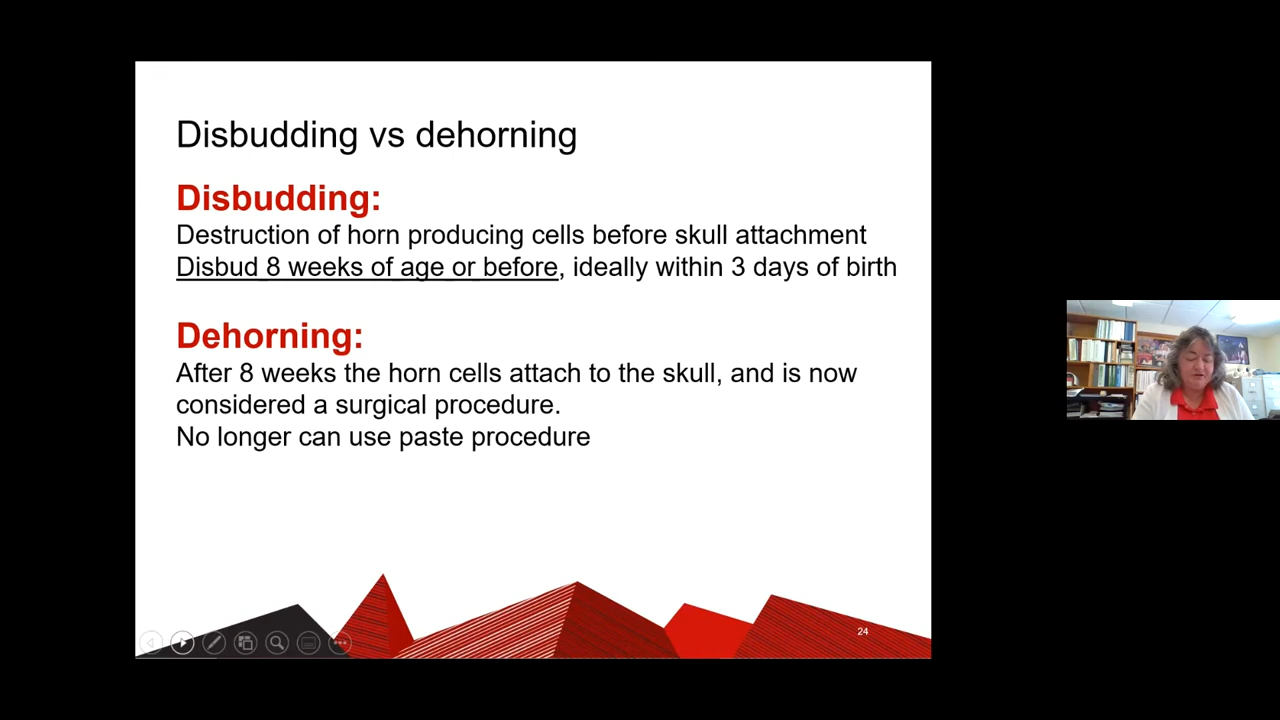 Disbudding vs dehorning
Disbudding:
Destruction of horn producing cells before skull attachment
Disbud 8 weeks of age or before, ideally within 3 days of birth
Dehorning:
After 8 weeks the horn cells attach to the skull, and is now
considered a surgical procedure.
No longer can use paste procedure
24